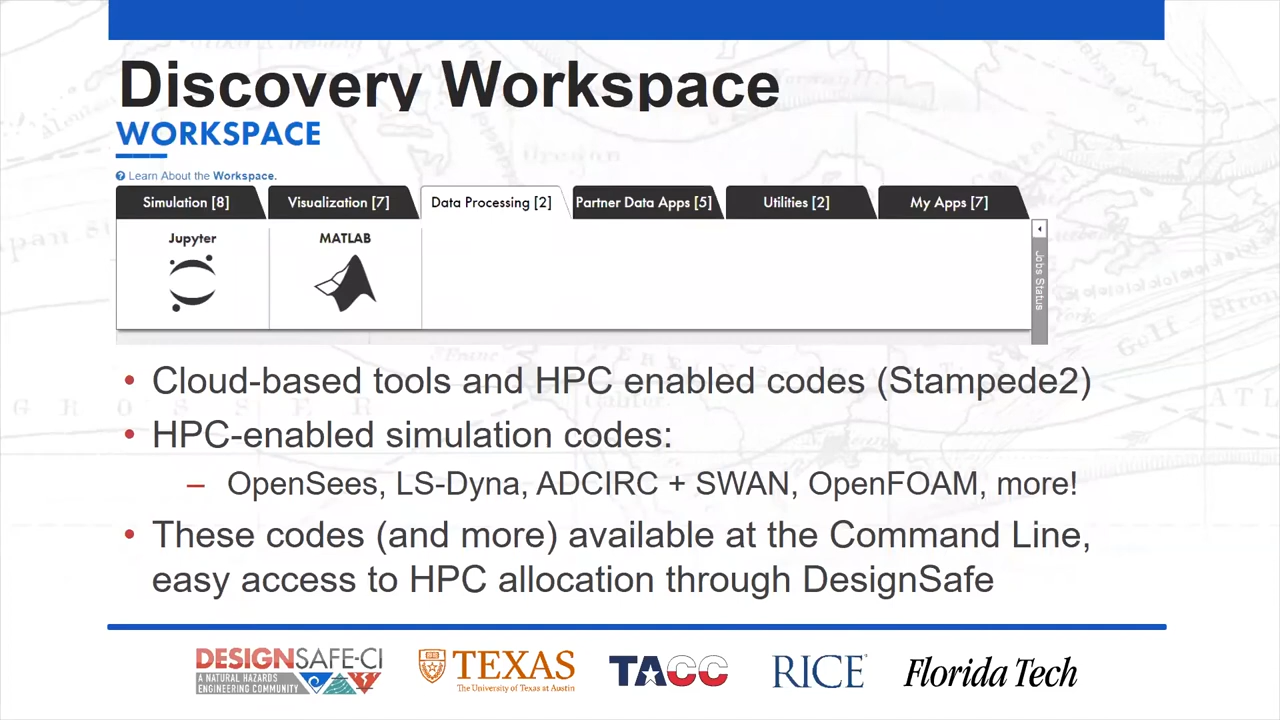 Discovery Workspace
WORKSPACE
Learn About the Workspace.
Simulation [8] Visualization [7] Data Processing [2] Partner Data Apps [5] Utilities [2] My Apps [7]
Jupyter MATLAB
Jobs Status
• Cloud-based tools and HPC enabled codes (Stampede2)
• HPC-enabled simulation codes:
– OpenSees, LS-Dyna, ADCIRC + SWAN, OpenFOAM, more!
• These codes (and more) available at the Command Line,
easy access to HPC allocation through DesignSafe
DESIGNSAFE-CI
A NATURAL HAZARDS
ENGINEERING COMMUNITY
TEXAS
The University of Texas at Austin
TACC
RICE
Florida Tech